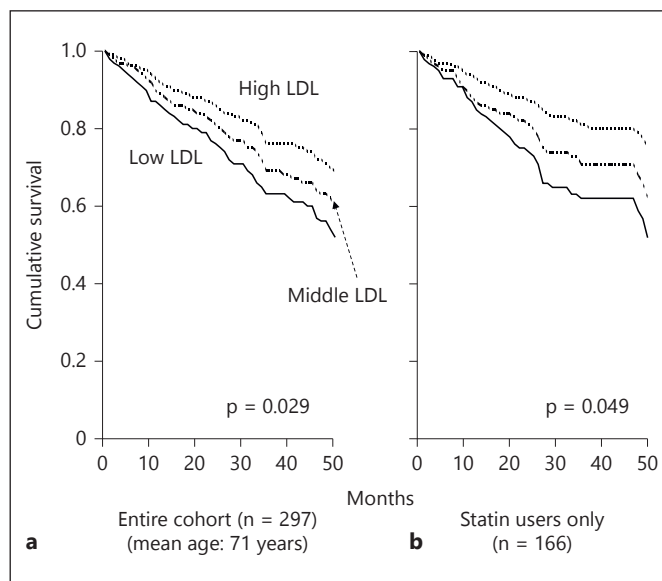 1.0
0.8
0.6
0.4
0.2
0
Cumulative survival
High LDL
Low LDL
Middle LDL
p = 0.029
0 10 20 30 40 50
p = 0.049
0 10 20 30 40 50
Months
a
Entire cohort (n = 297)
(mean age: 71 years)
b
Statin users only
(n = 166)